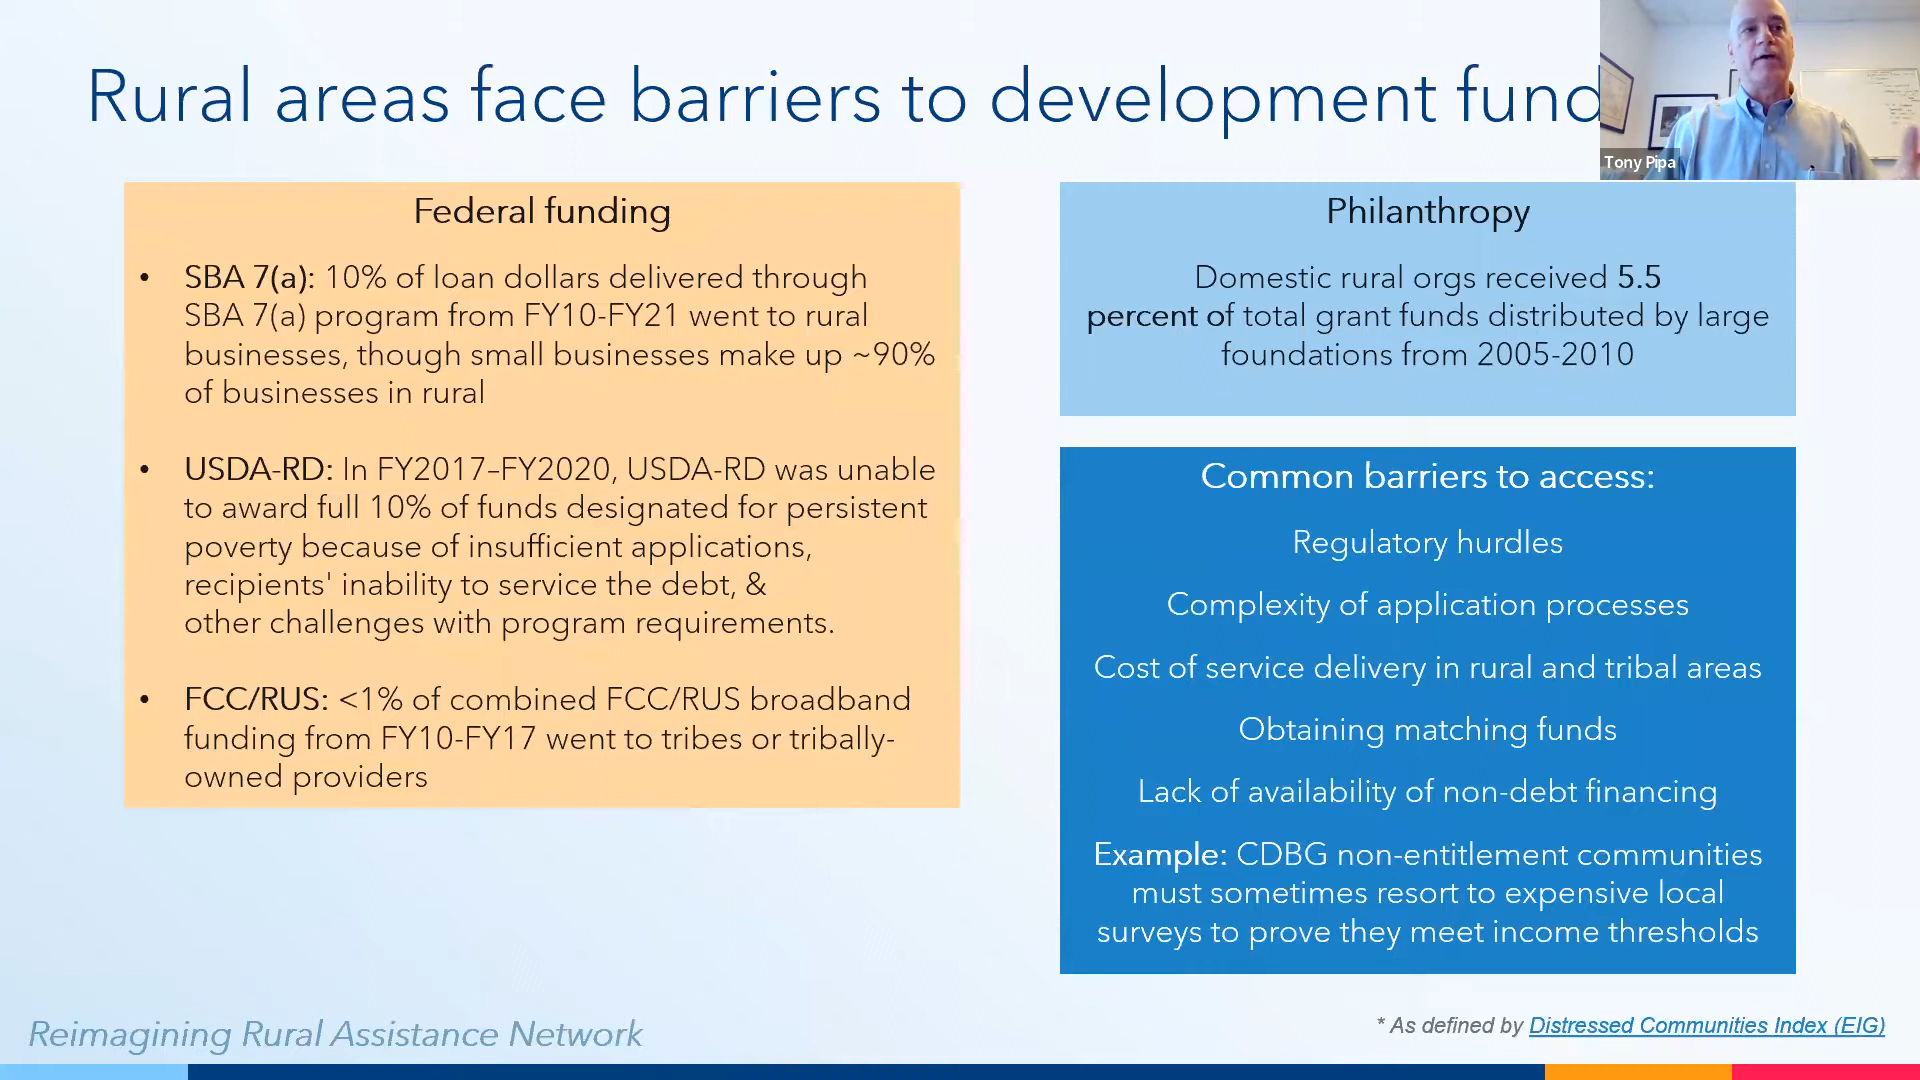 Rural areas face barriers to development fund
Tony Pipa
Federal funding
• SBA 7(a): 10% of loan dollars delivered through
SBA 7(a) program from FY10-FY21 went to rural
businesses, though small businesses make up ~90%
of businesses in rural
• USDA-RD: In FY2017–FY2020, USDA-RD was unable
to award full 10% of funds designated for persistent
poverty because of insufficient applications,
recipients' inability to service the debt, &
other challenges with program requirements.
• FCC/RUS: <1% of combined FCC/RUS broadband
funding from FY10-FY17 went to tribes or tribally-
owned providers
Philanthropy
Domestic rural orgs received 5.5
percent of total grant funds distributed by large
foundations from 2005-2010
Common barriers to access:
Regulatory hurdles
Complexity of application processes
Cost of service delivery in rural and tribal areas
Obtaining matching funds
Lack of availability of non-debt financing
Example: CDBG non-entitlement communities
must sometimes resort to expensive local
surveys to prove they meet income thresholds
Reimagining Rural Assistance Network
* As defined by Distressed Communities Index (EIG)